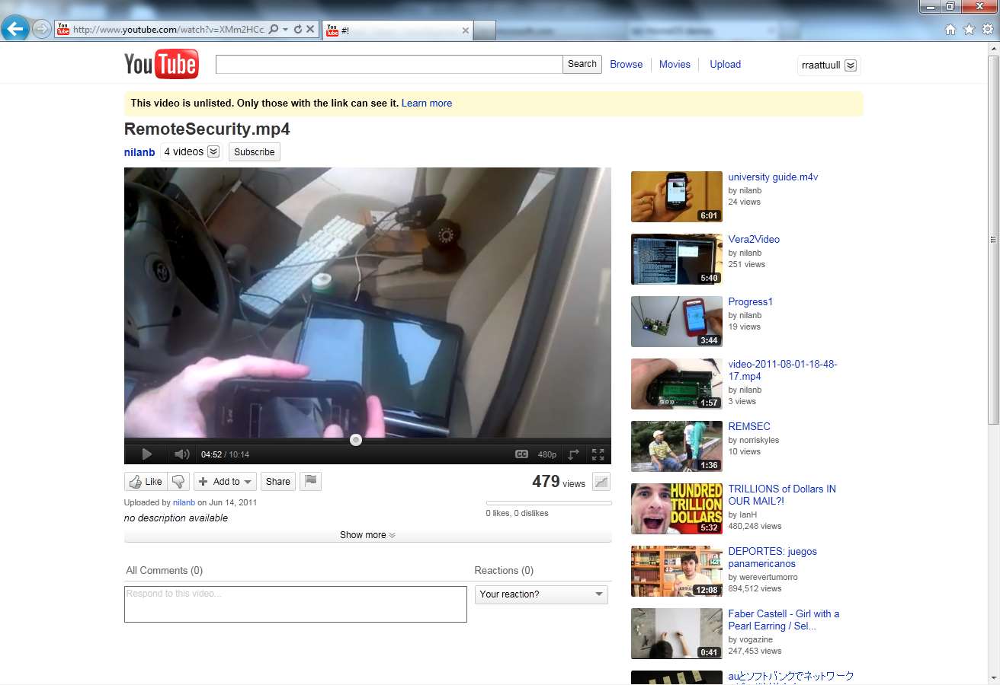 http://www.youtube.com/watch?v=XMm2HCc
You Tube #!
You Tube
Search
Browse
Movies
Upload
rraattuull
This video is unlisted. Only those with the link can see it. Learn more
RemoteSecurity.mp4
nilanb 4 videos Subscribe
04:52 / 10:14
CC 480p
Like
Add to
Share
479 views
Uploaded by nilanb on Jun 14, 2011
no description available
0 likes, 0 dislikes
Show more
All Comments (0)
Respond to this video...
Reactions (0)
Your reaction?
6:01
university guide.m4v
by nilanb
24 views
5:40
Vera2Video
by nilanb
251 views
3:44
Progress1
by nilanb
19 views
1:57
video-2011-08-01-18-48-
17.mp4
by nilanb
3 views
1:36
REMSEC
by norriskyles
10 views
HUNDRED
TRILLION
DOLLARS
5:32
TRILLIONS of Dollars IN
OUR MAIL?!
by IanH
480,248 views
12:08
DEPORTES: juegos
panamericanos
by werevertumorro
894,512 views
0:41
Faber Castell - Girl with a
Pearl Earring / Sel...
by vogazine
247,453 views
auとソフトバンクでネットワーク